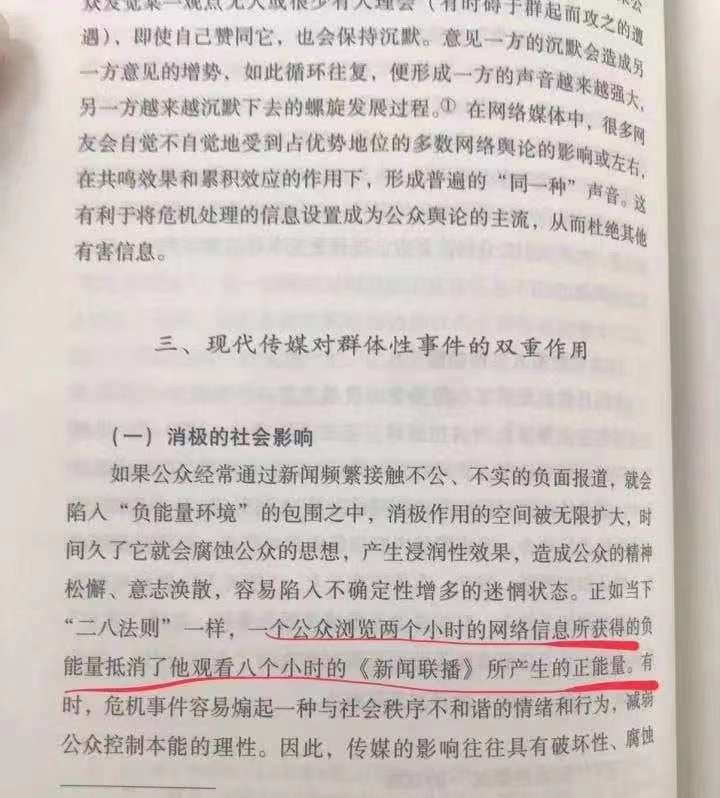 众发觉某一观点无人或很少有人理会（有时碍于群起而攻之的遭
遇），即使自己赞同它，也会保持沉默。意见一方的沉默会造成另
一方意见的增势，如此循环往复，便形成一方的声音越来越强大，
另一方越来越沉默下去的螺旋发展过程。① 在网络媒体中，很多网
友会自觉不自觉地受到占优势地位的多数网络舆论的影响或左右，
在共鸣效果和累积效应的作用下，形成普遍的“同一种”声音。这
有利于将危机处理的信息设置成为公众舆论的主流，从而杜绝其他
有害信息。
三、现代传媒对群体性事件的双重作用
（一）消极的社会影响
如果公众经常通过新闻频繁接触不公、不实的负面报道，就会
陷入“负能量环境”的包围之中，消极作用的空间被无限扩大，时
间久了它就会腐蚀公众的思想，产生浸润性效果，造成公众的精神
松懈、意志涣散，容易陷入不确定性增多的迷惘状态。正如当下
“二八法则”一样，一个公众浏览两个小时的网络信息所获得的负
能量抵消了他观看八个小时的《新闻联播》所产生的正能量。有
时，危机事件容易煽起一种与社会秩序不和谐的情绪和行为，减弱
公众控制本能的理性。因此，传媒的影响往往具有破坏性、腐蚀